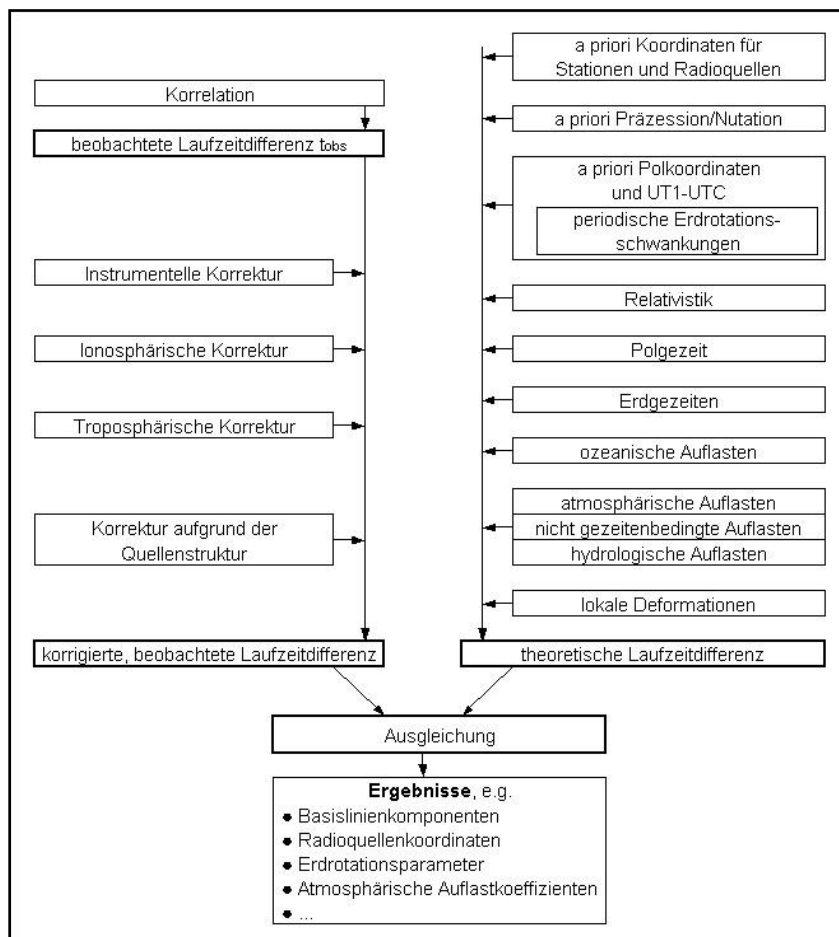 Korrelation
beobachtete Laufzeitdifferenz tobs
Instrumentelle Korrektur
Ionosphärische Korrektur
Troposphärische Korrektur
Korrektur aufgrund der
Quellenstruktur
korrigierte, beobachtete Laufzeitdifferenz
a priori Koordinaten für
Stationen und Radioquellen
a priori Präzession/Nutation
a priori Polkoordinaten
und UT1-UTC
periodische Erdrotations-
schwankungen
Relativistik
Polgezeit
Erdgezeiten
ozeanische Auflasten
atmosphärische Auflasten
nicht gezeitenbedingte Auflasten
hydrologische Auflasten
lokale Deformationen
theoretische Laufzeitdifferenz
Ausgleichung
Ergebnisse, e.g.
● Basislinienkomponenten
● Radioquellenkoordinaten
● Erdrotationsparameter
● Atmosphärische Auflastkoeffizienten
● ...